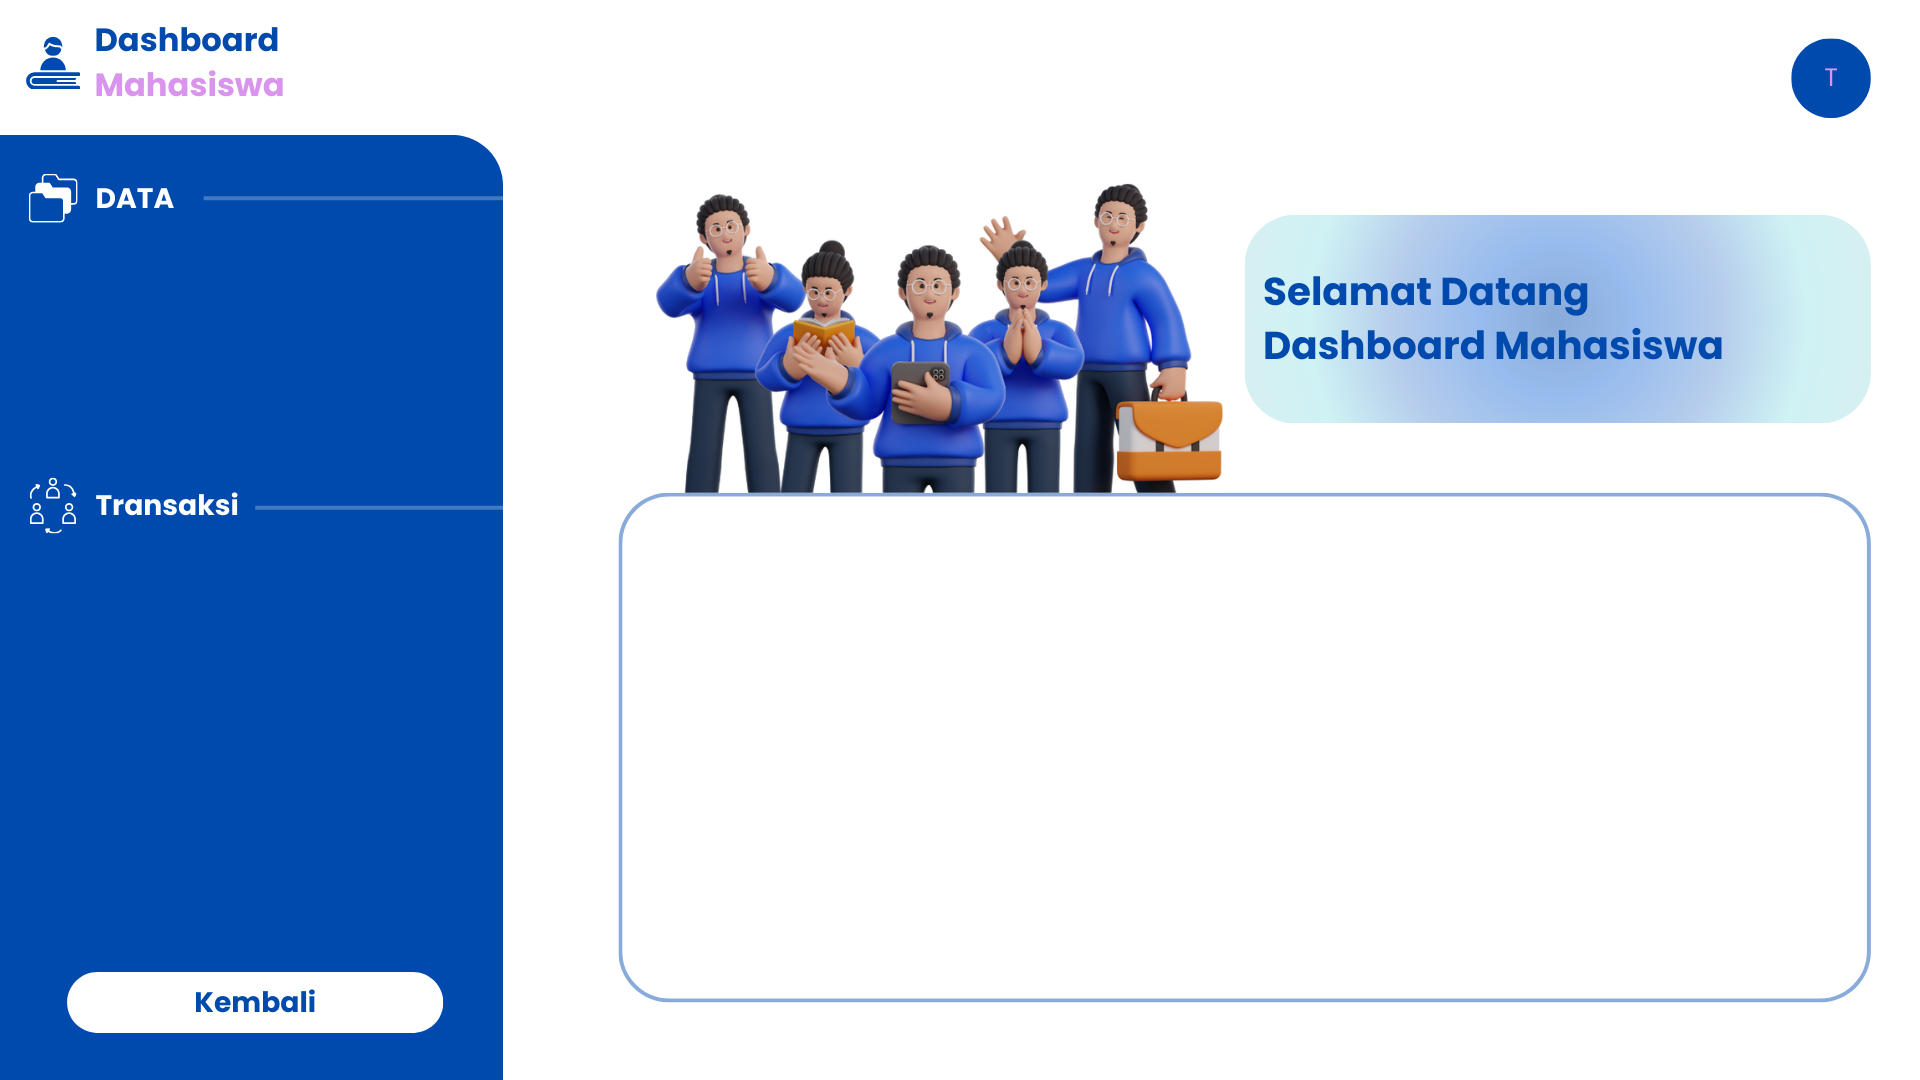 Dashboard
Mahasiswa
T
DATA
Selamat Datang
Dashboard Mahasiswa
Transaksi
Kembali